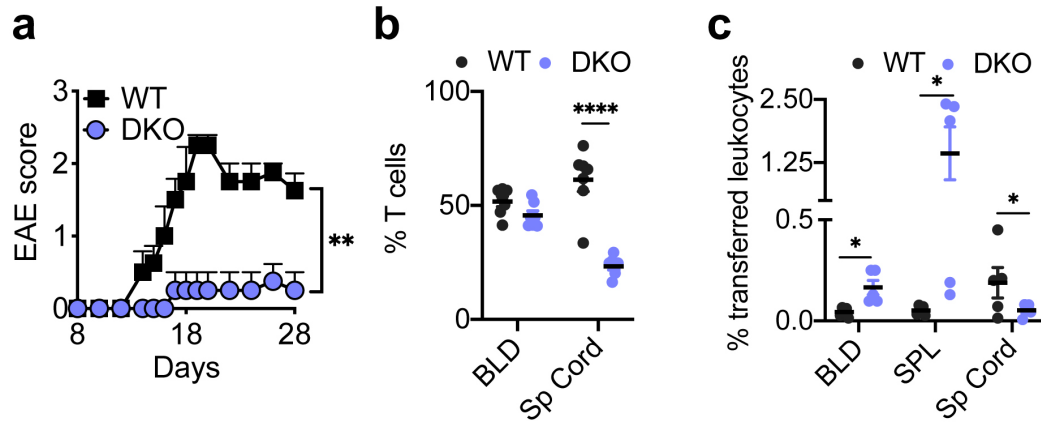 a
EAE score
3
2
1
0
WT
DKO
**
8
18
28
Days
b
WT
DKO
% T cells
100
50
0
****
BLD
Sp Cord
c
WT
DKO
% transferred leukocytes
2.50
1.25
0.5
0.0
*
*
*
BLD
SPL
Sp Cord